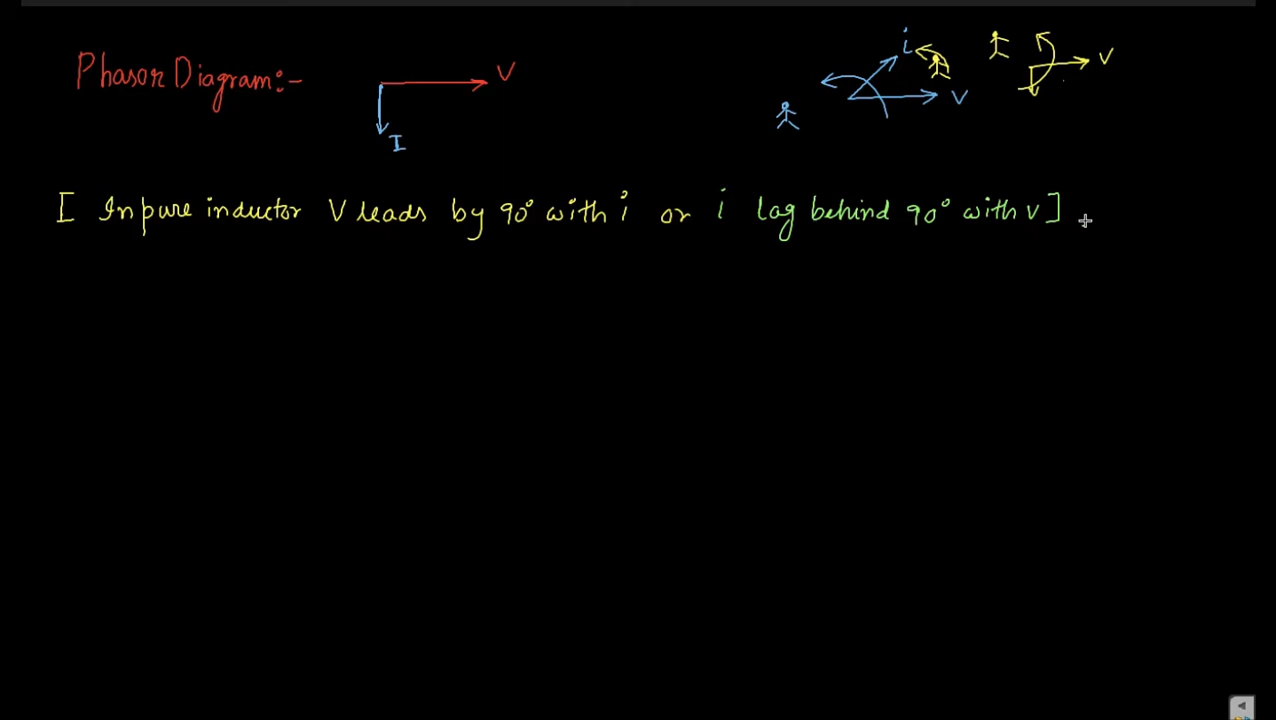 Phasor Diagram:-
V
I
i
V
V
[ In pure inductor V leads by 90° with i or i lag behind 90° with v ]